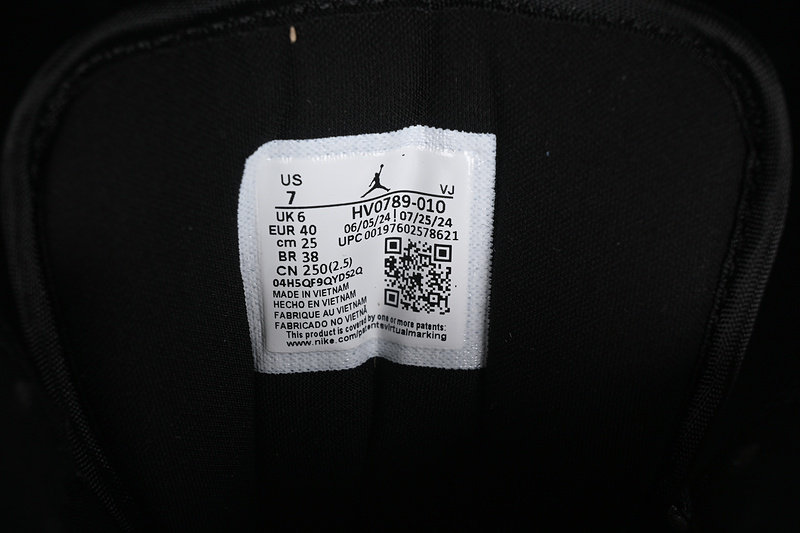 US
7
VJ
UK 6
HV0789-010
EUR 40
06/05/24 | 07/25/24
cm 25
UPC 00197602578621
BR 38
CN 250(2.5)
04H5QF9QYDS2Q
MADE IN VIETNAM
HECHO EN VIETNAM
FABRIQUE AU VIETNAM
FABRICADO NO VIETNÃ
This product is covered by one or more patents:
www.nike.com/patentsvirtualmarking